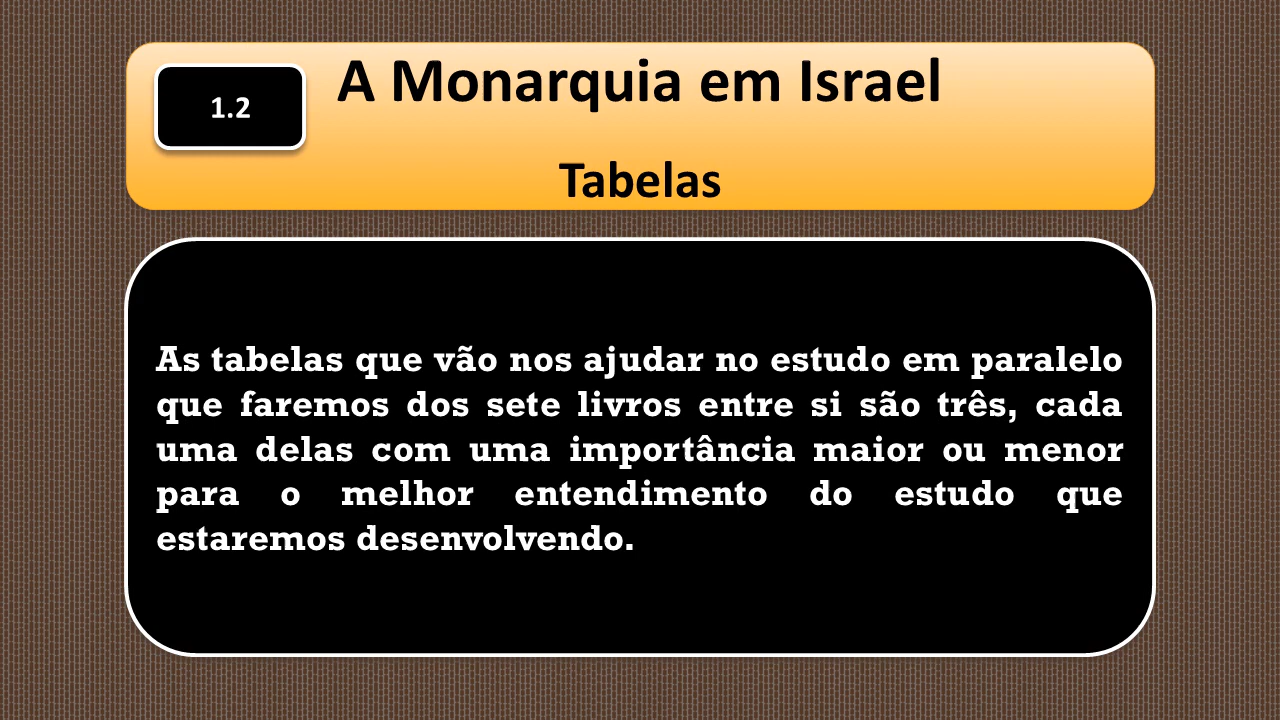 1.2
A Monarquia em Israel
Tabelas
As tabelas que vão nos ajudar no estudo em paralelo
que faremos dos sete livros entre si são três, cada
uma delas com uma importância maior ou menor
para o melhor entendimento do estudo que
estaremos desenvolvendo.